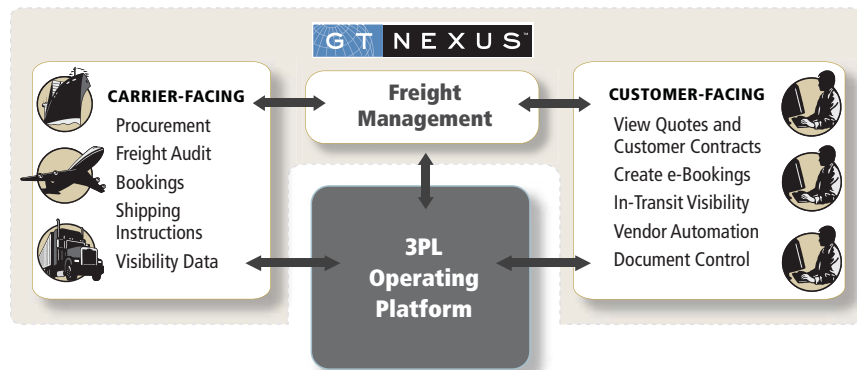 GT NEXUS™
CARRIER-FACING
Procurement
Freight Audit
Bookings
Shipping
Instructions
Visibility Data
Freight
Management
CUSTOMER-FACING
View Quotes and
Customer Contracts
Create e-Bookings
In-Transit Visibility
Vendor Automation
Document Control
3PL
Operating
Platform